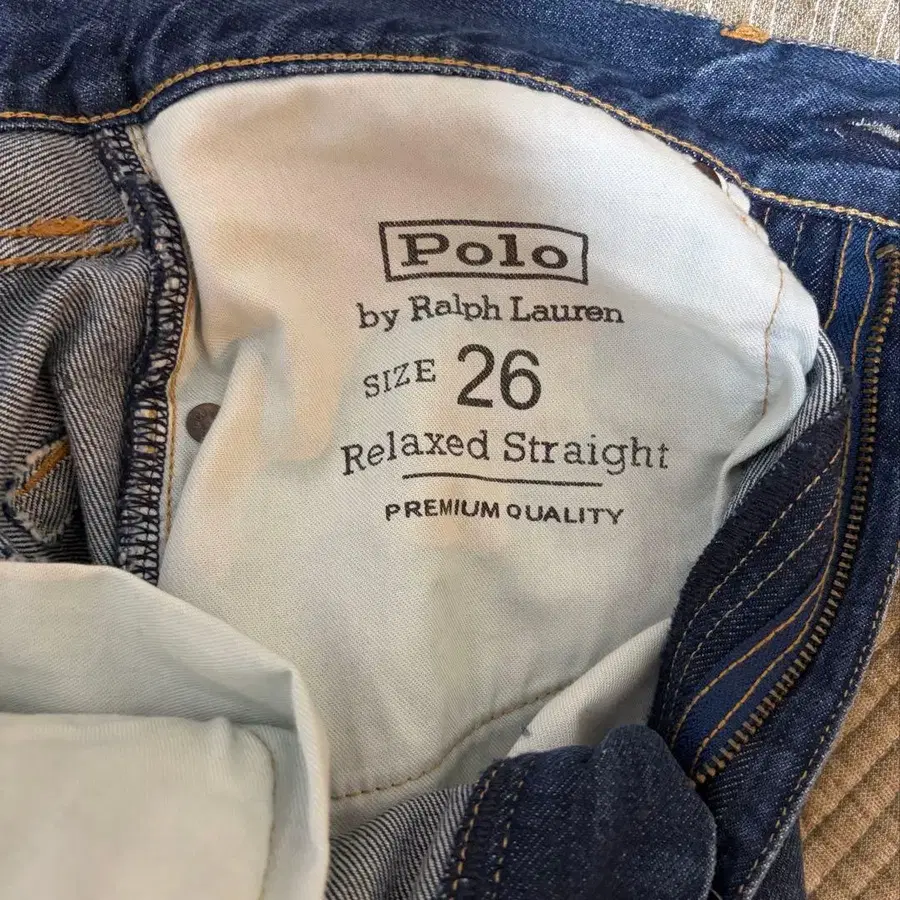 Polo
by Ralph Lauren
SIZE 26
Relaxed Straight
PREMIUM QUALITY